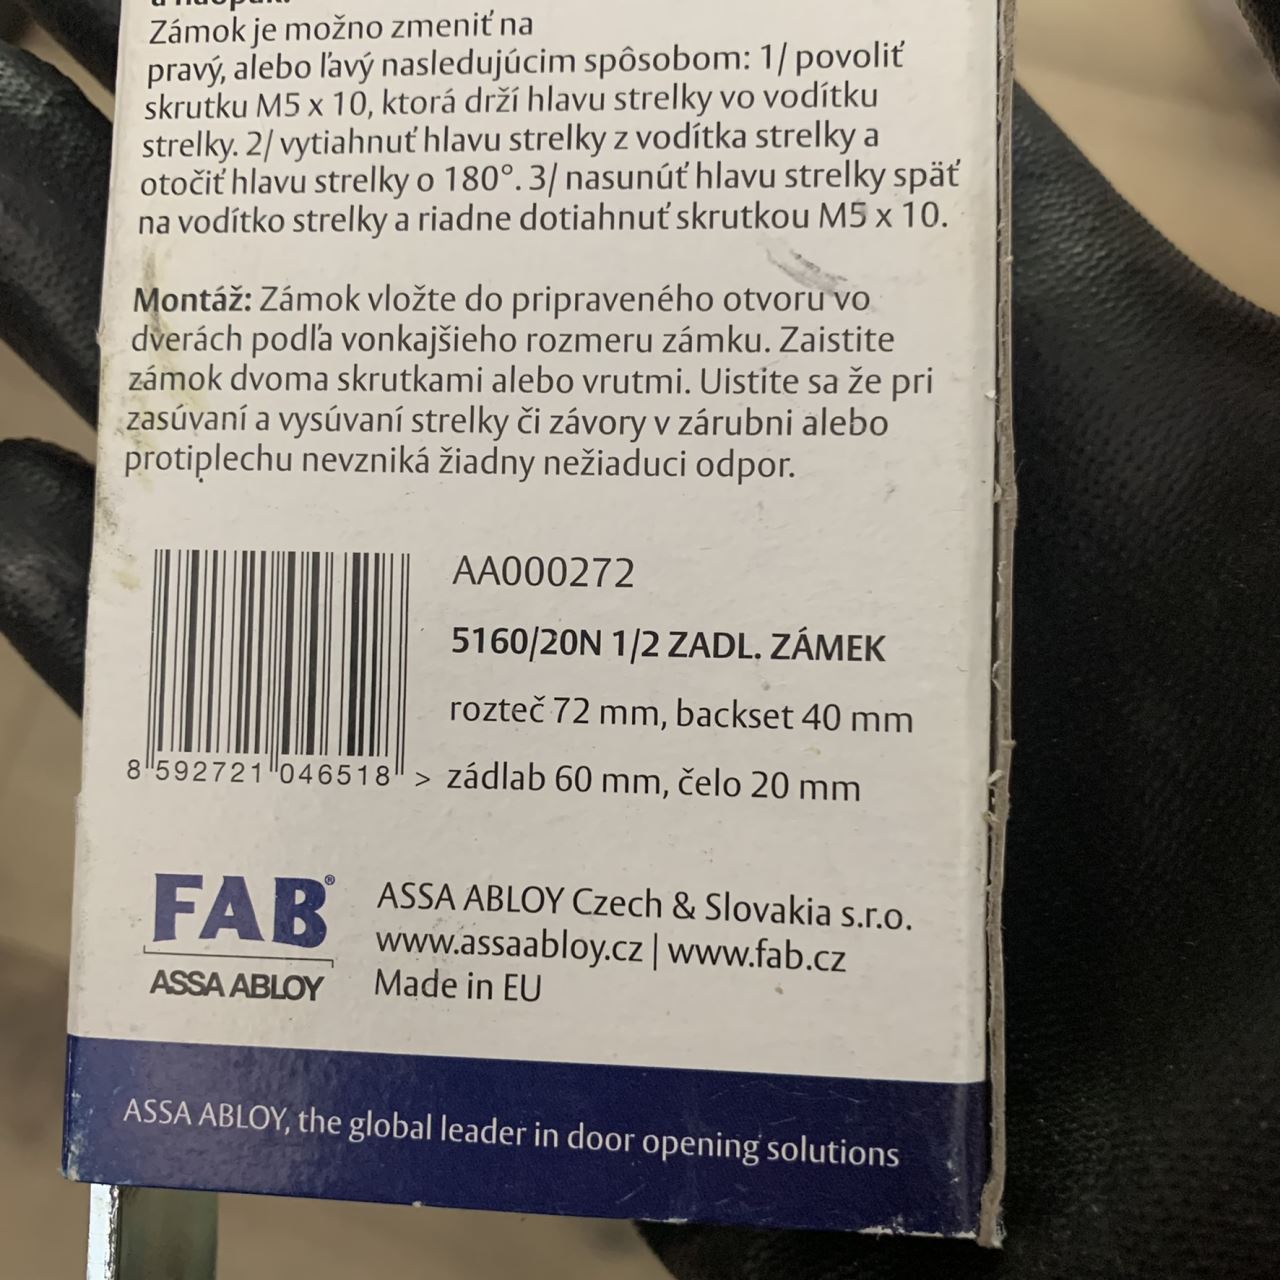 Zámok je možno zmeniť na
pravý, alebo ľavý nasledujúcim spôsobom: 1/ povoliť
skrutku M5 x 10, ktorá drží hlavu strelky vo vodítku
strelky. 2/ vytiahnuť hlavu strelky z vodítka strelky a
otočiť hlavu strelky o 180°. 3/ nasunúť hlavu strelky späť
na vodítko strelky a riadne dotiahnuť skrutkou M5 x 10.
Montáž: Zámok vložte do pripraveného otvoru vo
dverách podľa vonkajšieho rozmeru zámku. Zaistite
zámok dvoma skrutkami alebo vrutmi. Uistite sa že pri
zasúvaní a vysúvaní strelky či závory v zárubni alebo
protiplechu nevzniká žiadny nežiaduci odpor.
AA000272
5160/20N 1/2 ZADL. ZÁMEK
rozteč 72 mm, backset 40 mm
8 592721 046518 >
zádlab 60 mm, čelo 20 mm
FAB®
ASSA ABLOY
ASSA ABLOY Czech & Slovakia s.r.o.
www.assaabloy.cz | www.fab.cz
Made in EU
ASSA ABLOY, the global leader in door opening solutions